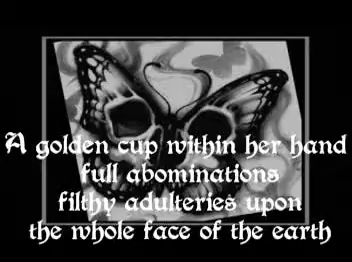 A golden cup within her hand
full abominations
filthy adulteries upon
the whole face of the earth